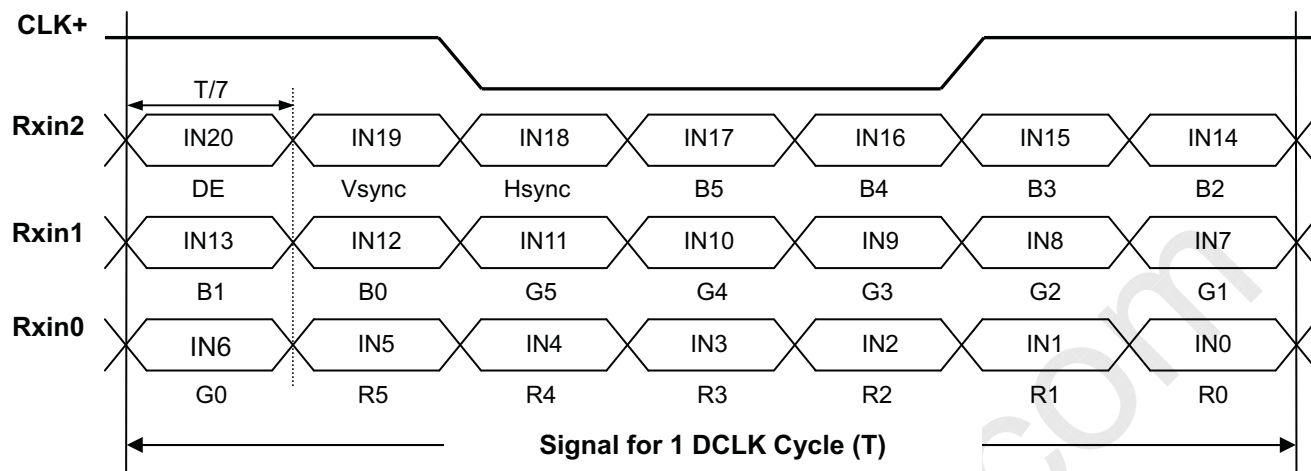 CLK+
T/7
Rxin2 IN20 IN19 IN18 IN17 IN16 IN15 IN14
DE Vsync Hsync B5 B4 B3 B2
Rxin1 IN13 IN12 IN11 IN10 IN9 IN8 IN7
B1 B0 G5 G4 G3 G2 G1
Rxin0 IN6 IN5 IN4 IN3 IN2 IN1 IN0
G0 R5 R4 R3 R2 R1 R0
Signal for 1 DCLK Cycle (T)
com